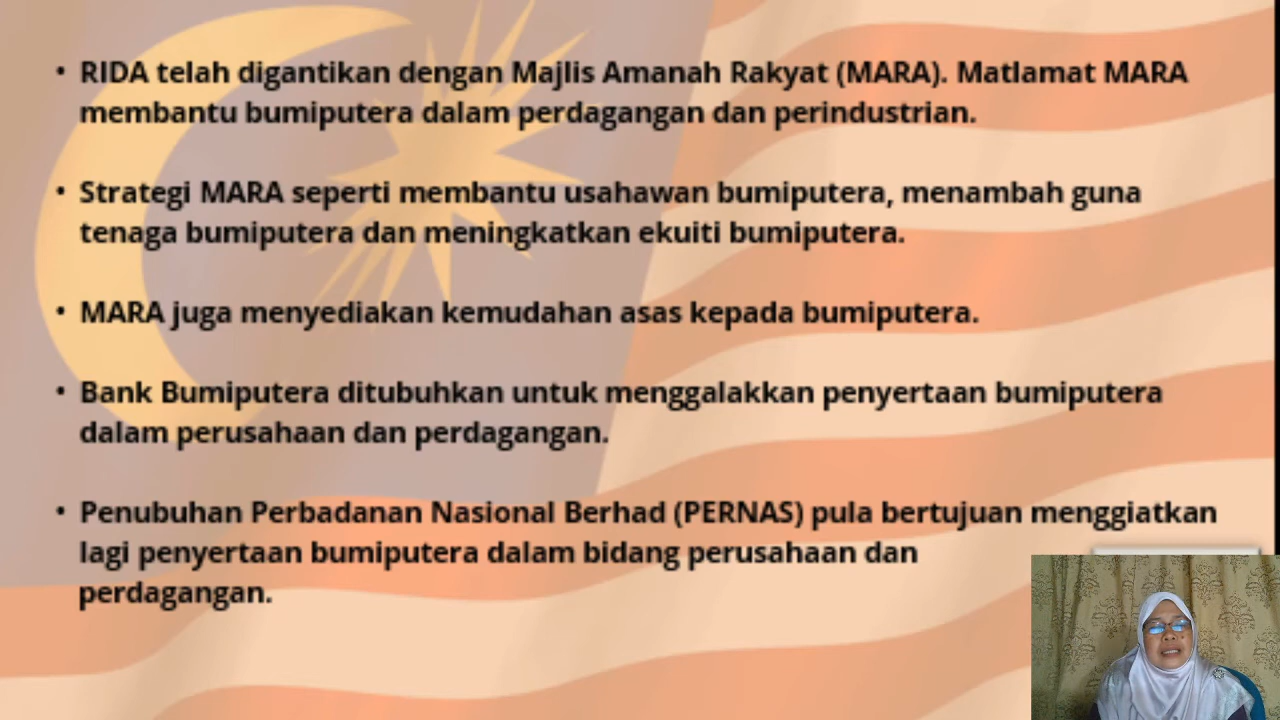 • RIDA telah digantikan dengan Majlis Amanah Rakyat (MARA). Matlamat MARA
membantu bumiputera dalam perdagangan dan perindustrian.
• Strategi MARA seperti membantu usahawan bumiputera, menambah guna
tenaga bumiputera dan meningkatkan ekuiti bumiputera.
• MARA juga menyediakan kemudahan asas kepada bumiputera.
• Bank Bumiputera ditubuhkan untuk menggalakkan penyertaan bumiputera
dalam perusahaan dan perdagangan.
• Penubuhan Perbadanan Nasional Berhad (PERNAS) pula bertujuan menggiatkan
lagi penyertaan bumiputera dalam bidang perusahaan dan
perdagangan.